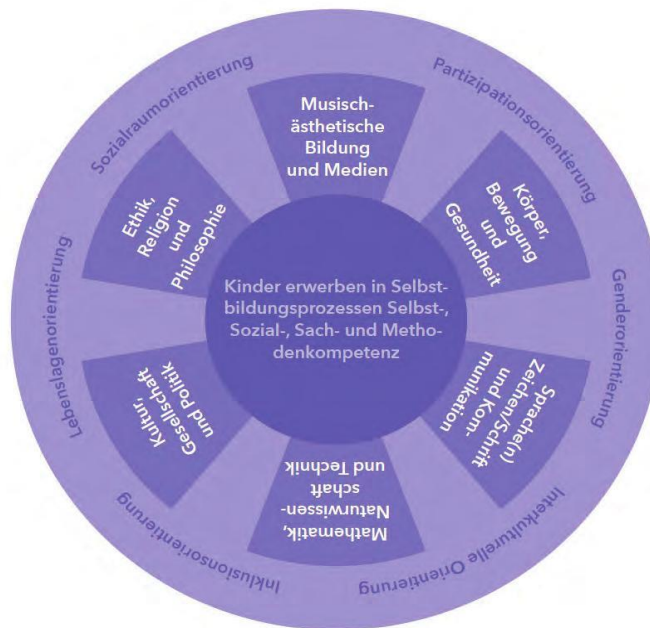 Sozialraumorientierung
Partizipationsorientierung
Genderorientierung
Interkulturelle Orientierung
Inklusionsorientierung
Lebenslagenorientierung
Musisch-
ästhetische
Bildung
und Medien
Körper,
Bewegung
und
Gesundheit
Sprache(n)
Zeichen/Schrift
und Kom-
munikation
Mathematik,
Naturwissen-
schaft
und Technik
Kultur,
Gesellschaft
und Politik
Ethik,
Religion
und
Philosophie
Kinder erwerben in Selbst-
bildungsprozessen Selbst-,
Sozial-, Sach- und Metho-
denkompetenz